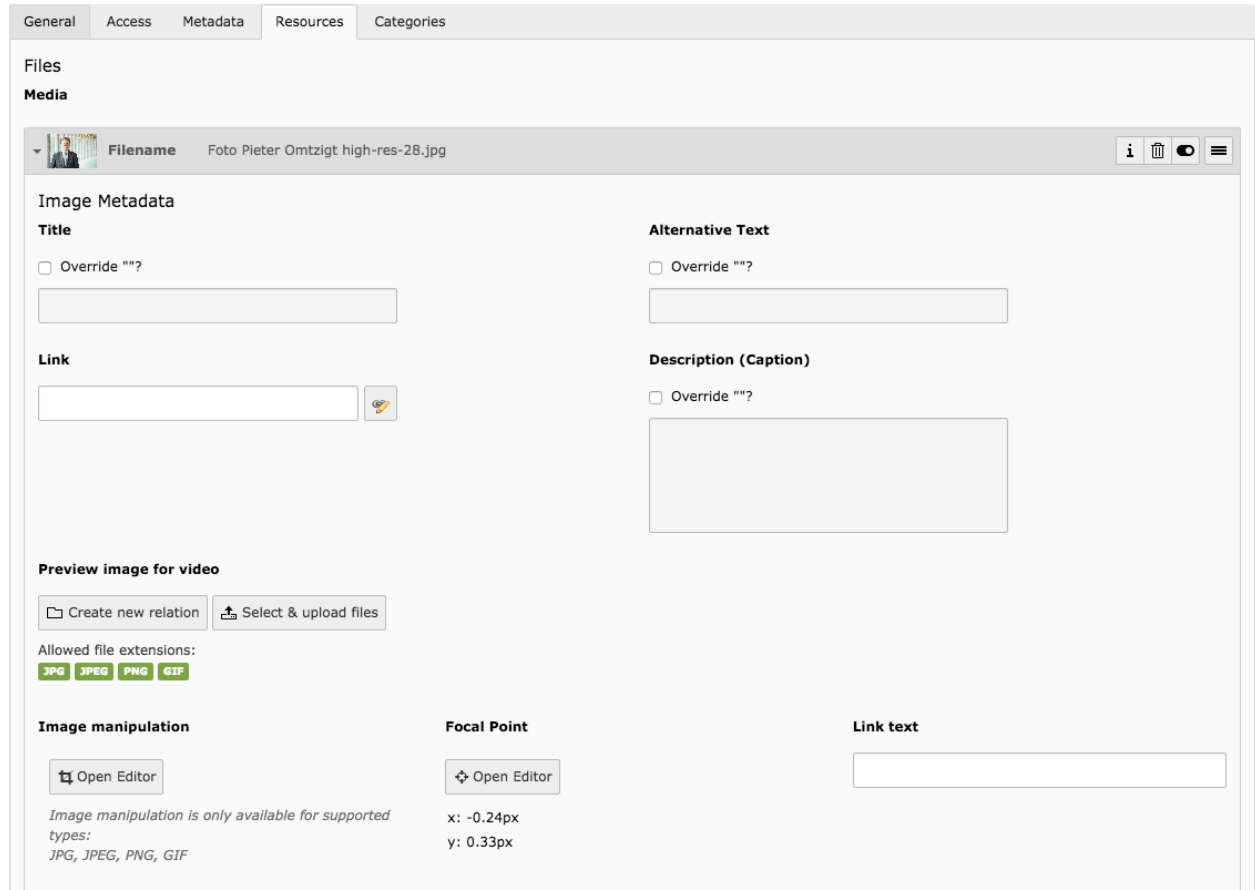 General Access Metadata Resources Categories
Files
Media
Filename Foto Pieter Omtzigt high-res-28.jpg
Image Metadata
Title Alternative Text
Override ""? Override ""?
Link Description (Caption)
Override ""?
Preview image for video
Create new relation Select & upload files
Allowed file extensions:
JPG JPEG PNG GIF
Image manipulation Focal Point Link text
Open Editor Open Editor
Image manipulation is only available for supported
types:
JPG, JPEG, PNG, GIF
x: -0.24px
y: 0.33px